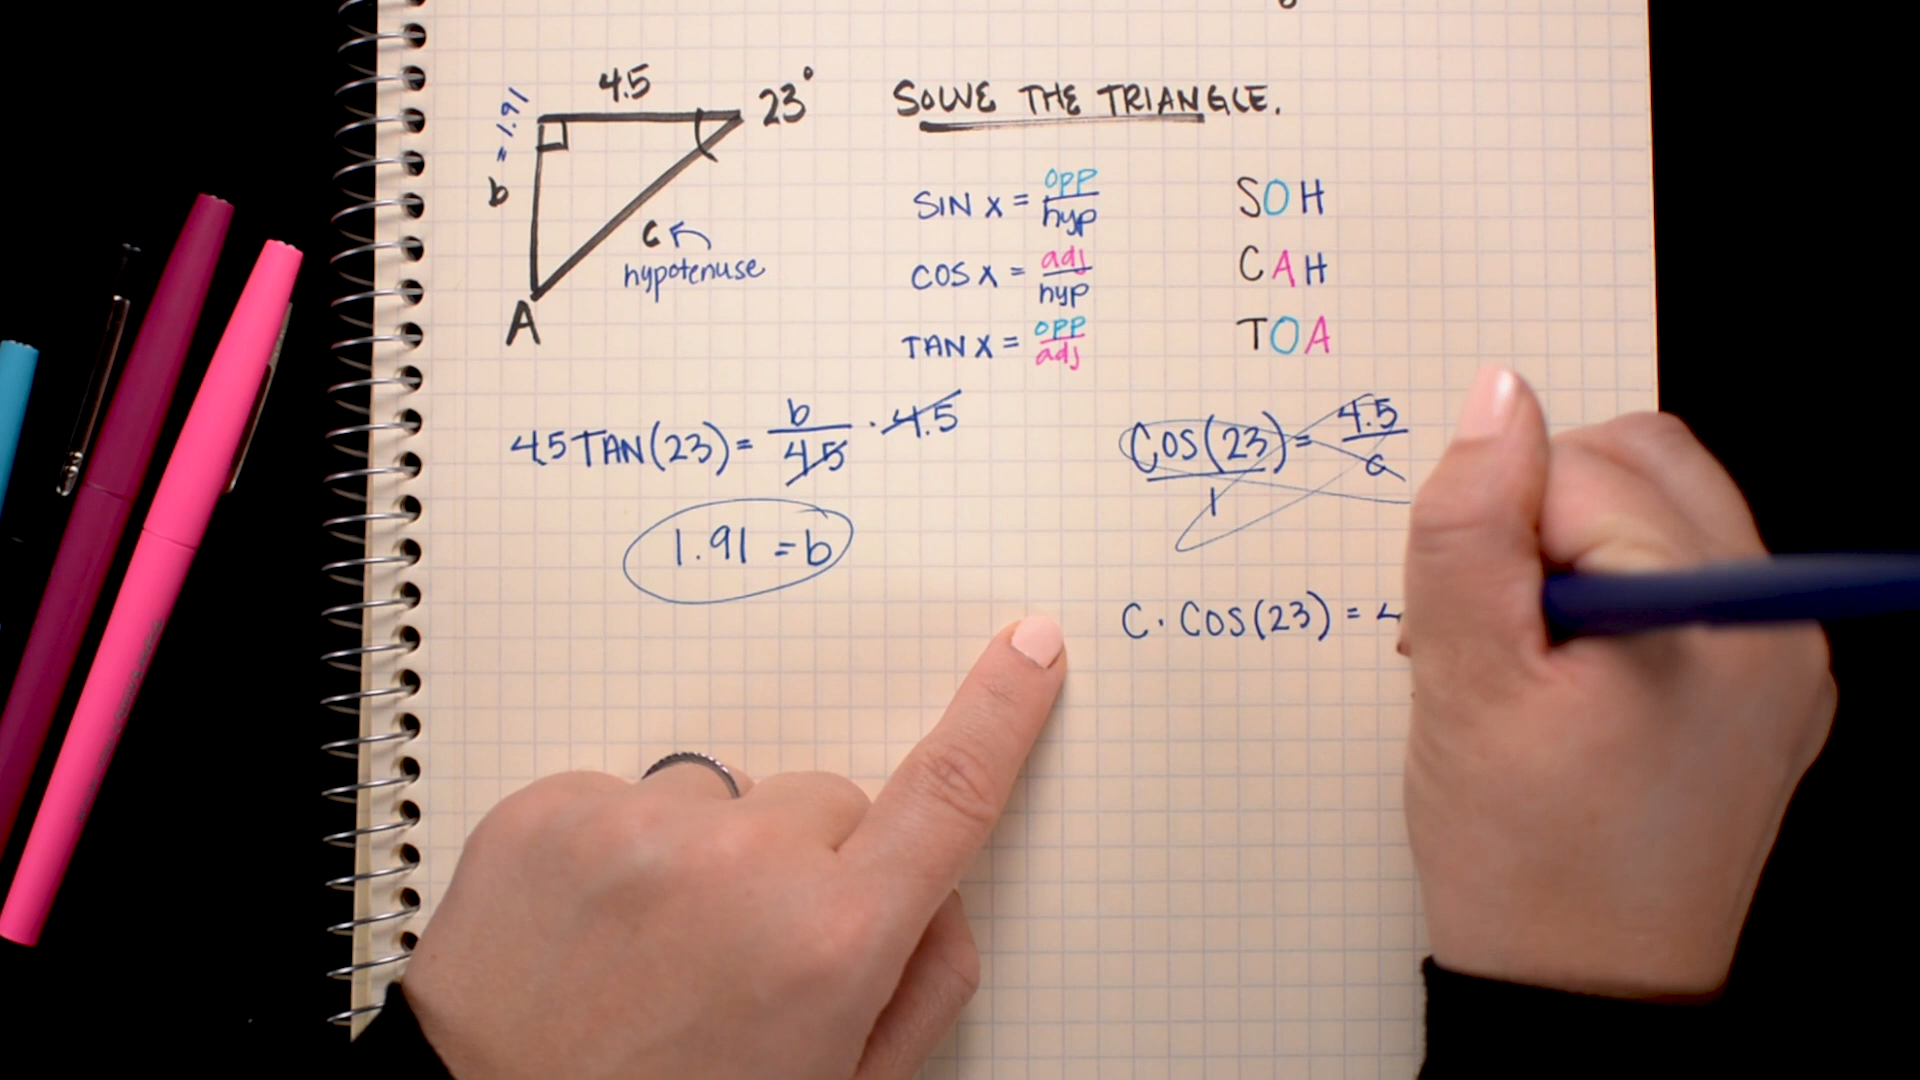 4.5
23°
= 1.91
b
c
hypotenuse
A
SOLVE THE TRIANGLE.
SIN X = opp/hyp
SOH
COS X = adj/hyp
CAH
TAN X = opp/adj
TOA
4.5 TAN(23) = b/4.5 · 4.5
1.91 = b
COS(23)/1 = 4.5/c
C · COS(23) =